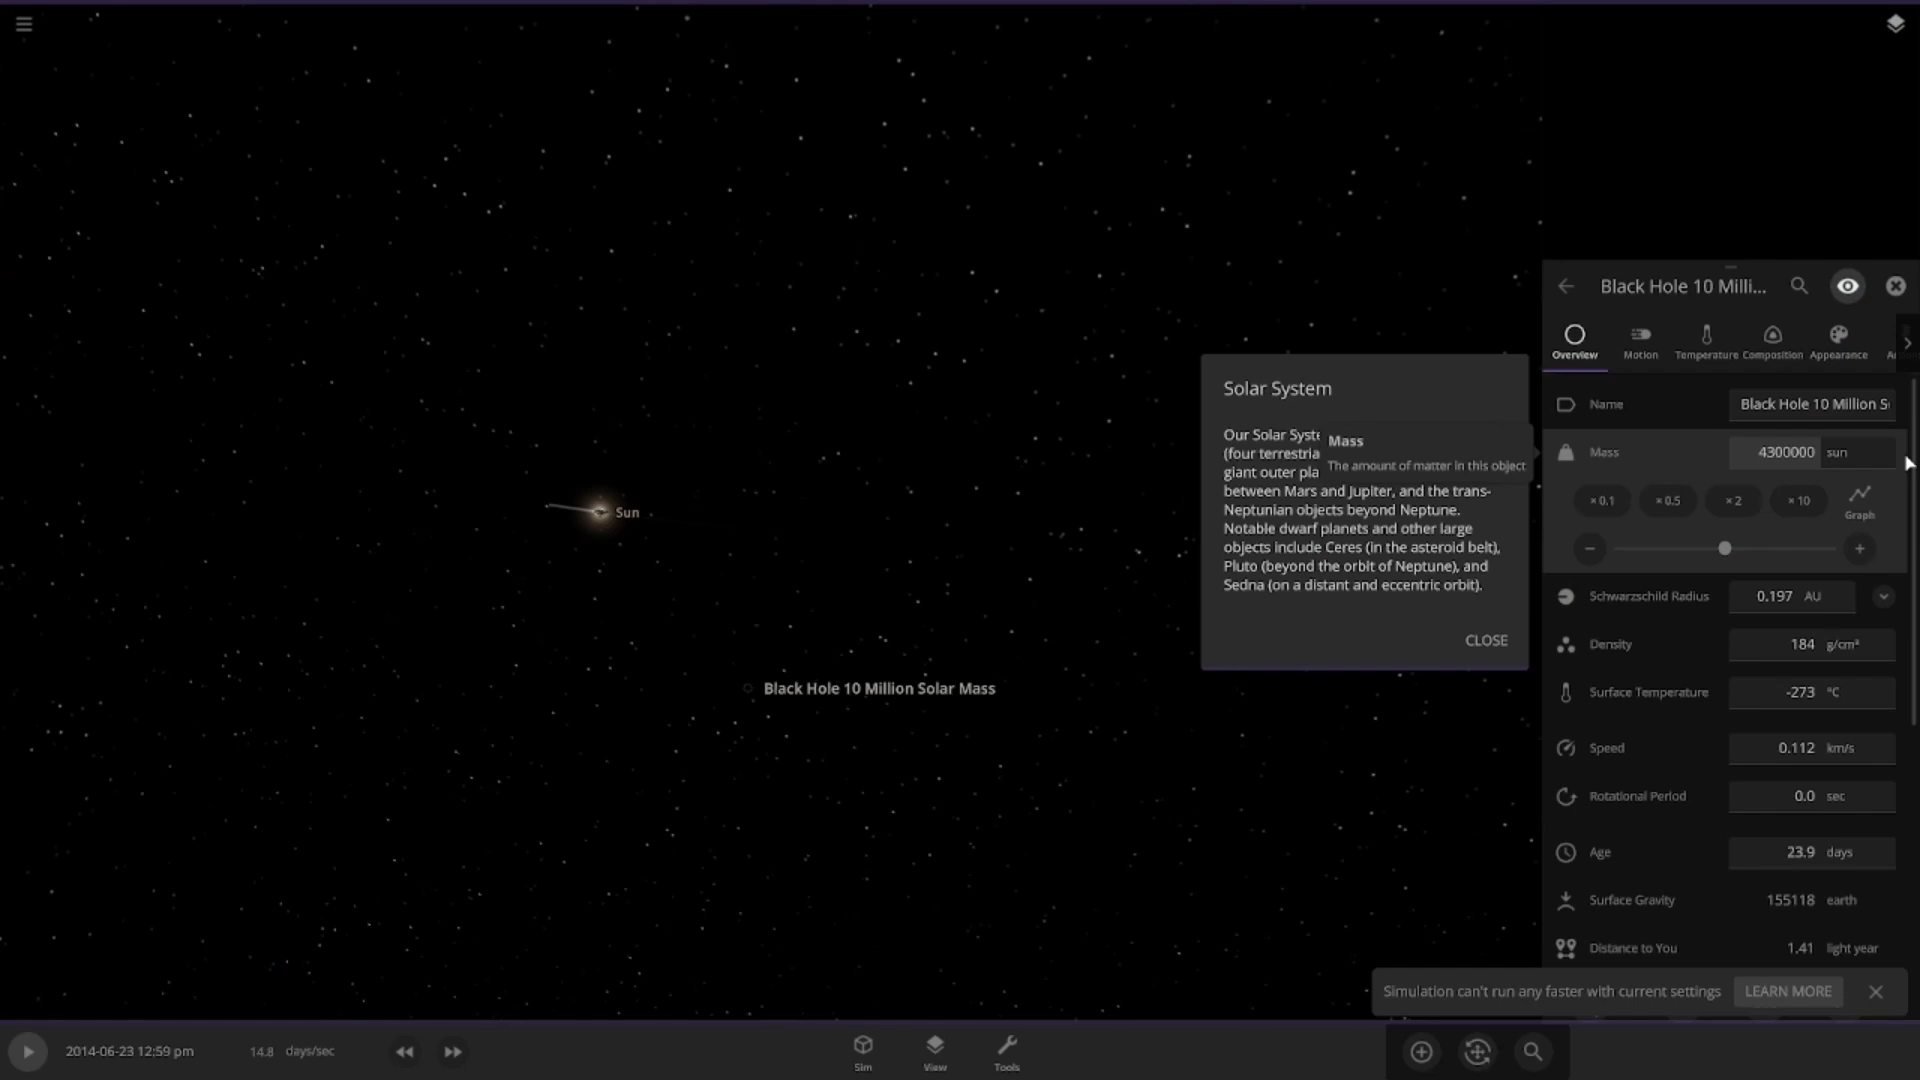 Black Hole 10 Milli...
Overview
Motion
Temperature
Composition
Appearance
Name
Black Hole 10 Million S
Mass
4300000 sun
× 0.1
× 0.5
× 2
× 10
Graph
Schwarzschild Radius
0.197 AU
Density
184 g/cm³
Surface Temperature
-273 °C
Speed
0.112 km/s
Rotational Period
0.0 sec
Age
23.9 days
Surface Gravity
155118 earth
Distance to You
1.41 light year
Solar System
Our Solar Syste
(four terrestria
giant outer pla
between Mars and Jupiter, and the trans-
Neptunian objects beyond Neptune.
Notable dwarf planets and other large
objects include Ceres (in the asteroid belt),
Pluto (beyond the orbit of Neptune), and
Sedna (on a distant and eccentric orbit).
CLOSE
Mass
The amount of matter in this object
Sun
Black Hole 10 Million Solar Mass
Simulation can't run any faster with current settings
LEARN MORE
2014-06-23 12:59 pm
14.8 days/sec
Sim
View
Tools